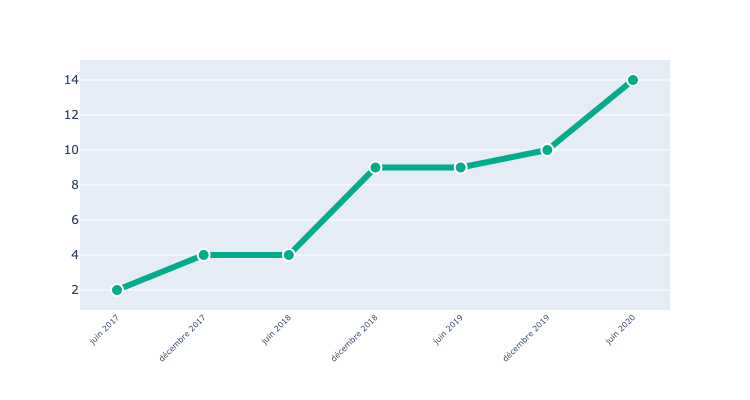 14
12
10
8
6
4
2
juin 2017
décembre 2017
juin 2018
décembre 2018
juin 2019
décembre 2019
juin 2020